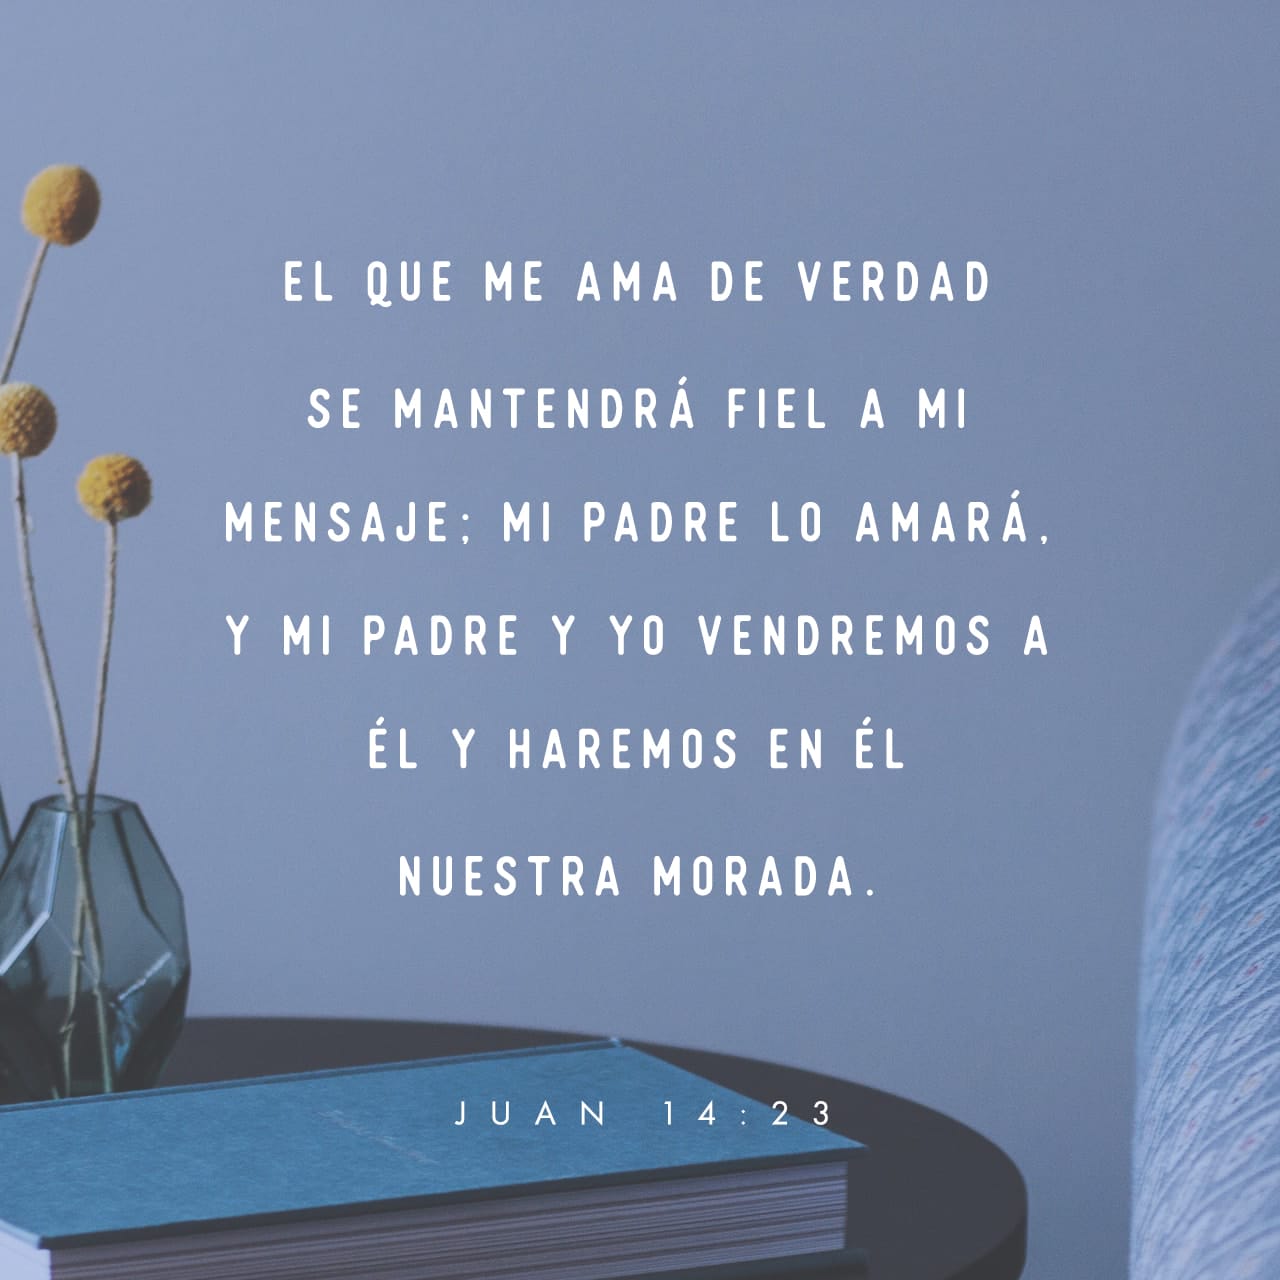 EL QUE ME AMA DE VERDAD
SE MANTENDRÁ FIEL A MI
MENSAJE; MI PADRE LO AMARÁ,
Y MI PADRE Y YO VENDREMOS A
ÉL Y HAREMOS EN ÉL
NUESTRA MORADA.
JUAN 14:23